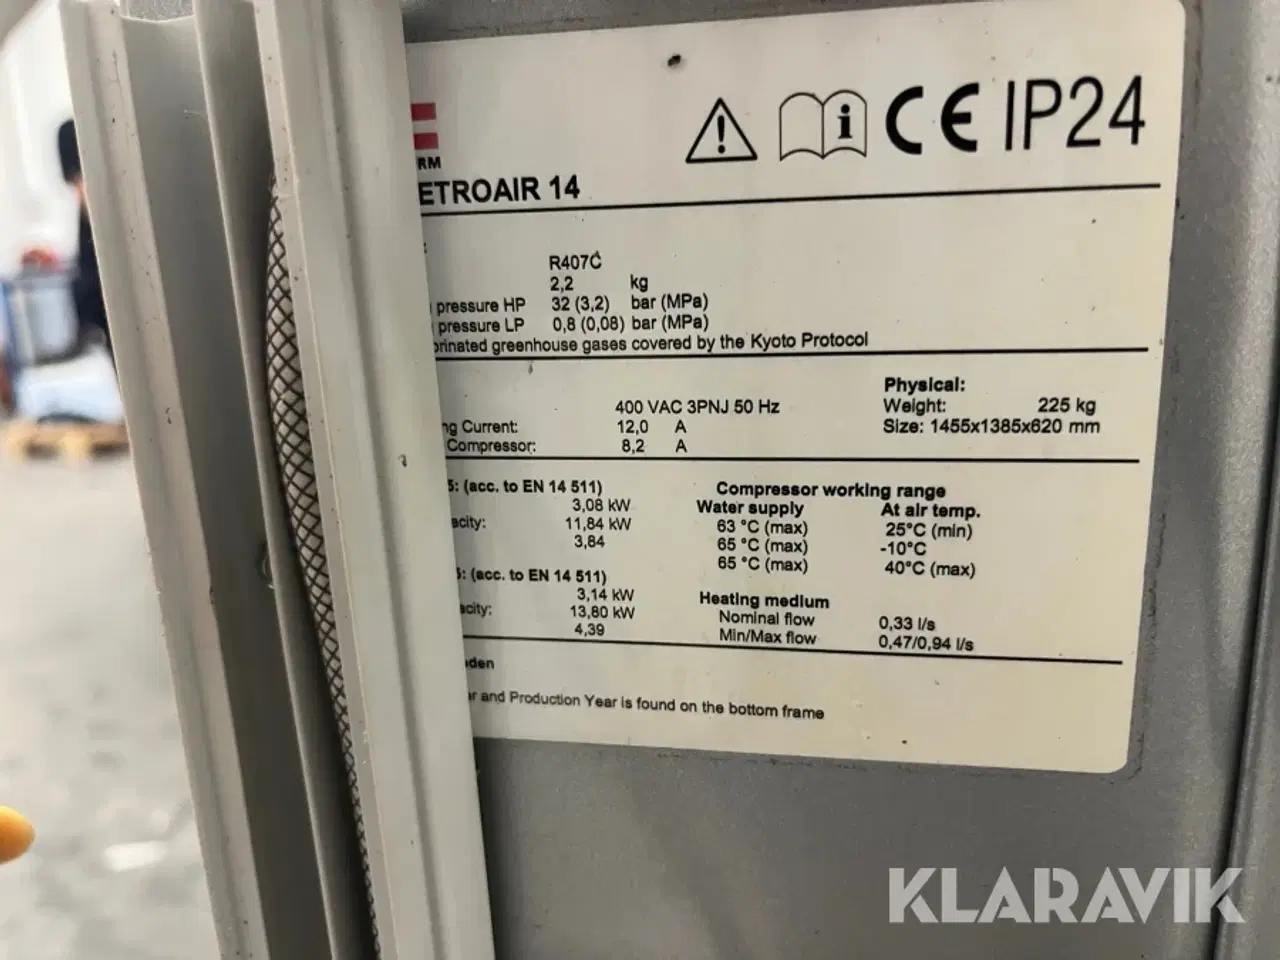 IP24
ETROAIR 14
R407C
2,2 kg
pressure HP 32 (3,2) bar (MPa)
pressure LP 0,8 (0,08) bar (MPa)
rinated greenhouse gases covered by the Kyoto Protocol
400 VAC 3PNJ 50 Hz
ng Current: 12,0 A
Compressor: 8,2 A
Physical:
Weight: 225 kg
Size: 1455x1385x620 mm
5: (acc. to EN 14 511)
3,08 kW
acity: 11,84 kW
3,84
5: (acc. to EN 14 511)
3,14 kW
acity: 13,80 kW
4,39
Compressor working range
Water supply At air temp.
63 °C (max) 25°C (min)
65 °C (max) -10°C
65 °C (max) 40°C (max)
Heating medium
Nominal flow 0,33 l/s
Min/Max flow 0,47/0,94 l/s
den
and Production Year is found on the bottom frame
KLARAVIK